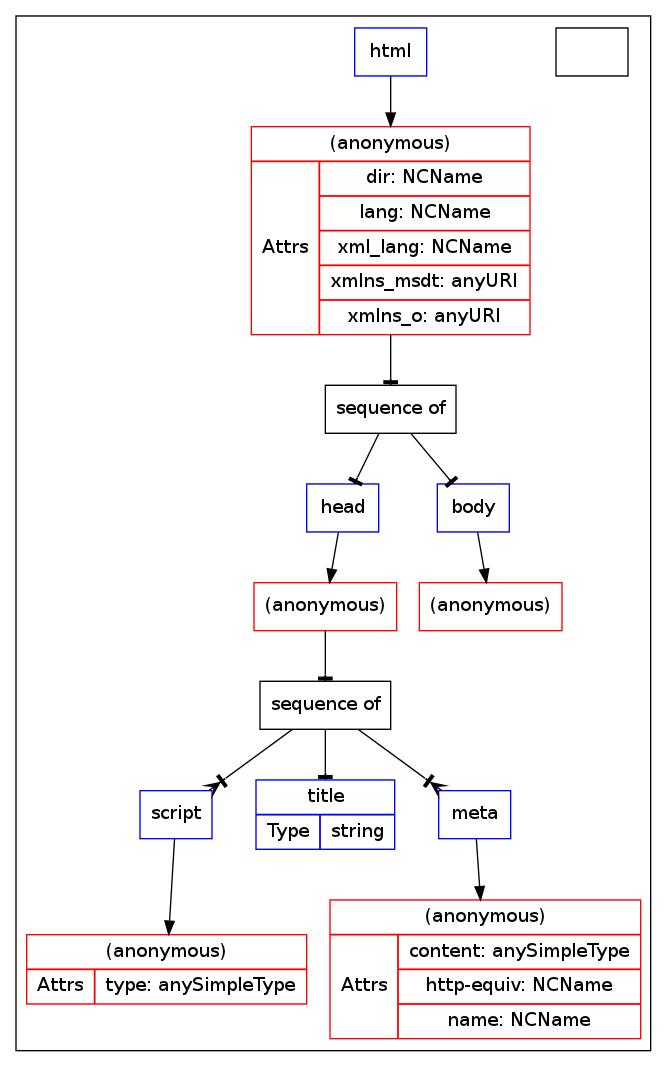 html
(anonymous)
Attrs
dir: NCName
lang: NCName
xml_lang: NCName
xmlns_msdt: anyURI
xmlns_o: anyURI
sequence of
head
body
(anonymous)
(anonymous)
sequence of
script
title
Type
string
meta
(anonymous)
Attrs
type: anySimpleType
(anonymous)
Attrs
content: anySimpleType
http-equiv: NCName
name: NCName